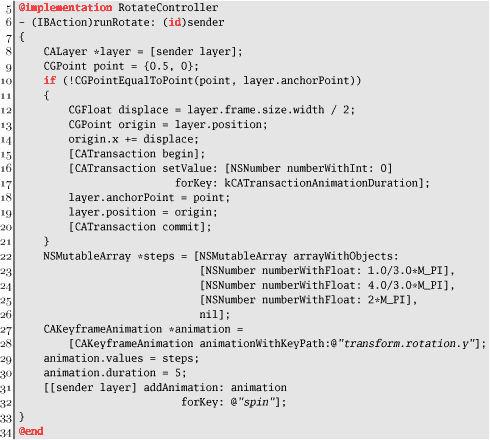 5 @implementation RotateController
6 - (IBAction)runRotate: (id)sender
7 {
8     CALayer *layer = [sender layer];
9     CGPoint point = {0.5, 0};
10     if (!CGPointEqualToPoint(point, layer.anchorPoint))
11     {
12         CGFloat displace = layer.frame.size.width / 2;
13         CGPoint origin = layer.position;
14         origin.x += displace;
15         [CATransaction begin];
16         [CATransaction setValue: [NSNumber numberWithInt: 0]
17                          forKey: kCATransactionAnimationDuration];
18         layer.anchorPoint = point;
19         layer.position = origin;
20         [CATransaction commit];
21     }
22     NSMutableArray *steps = [NSMutableArray arrayWithObjects:
23                              [NSNumber numberWithFloat: 1.0/3.0*M_PI],
24                              [NSNumber numberWithFloat: 4.0/3.0*M_PI],
25                              [NSNumber numberWithFloat: 2*M_PI],
26                              nil];
27     CAKeyframeAnimation *animation =
28         [CAKeyframeAnimation animationWithKeyPath:@"transform.rotation.y"];
29     animation.values = steps;
30     animation.duration = 5;
31     [[sender layer] addAnimation: animation
32                           forKey: @"spin"];
33 }
34 @end